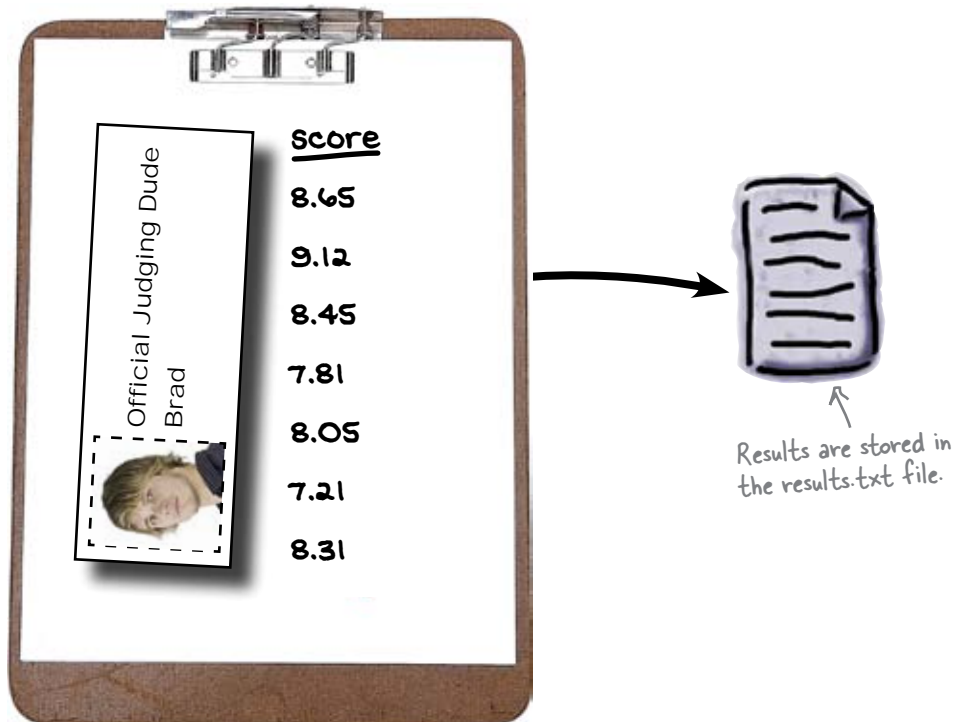 Official Judging Dude
Brad
score
8.65
9.12
8.45
7.81
8.05
7.21
8.31
Results are stored in
the results.txt file.